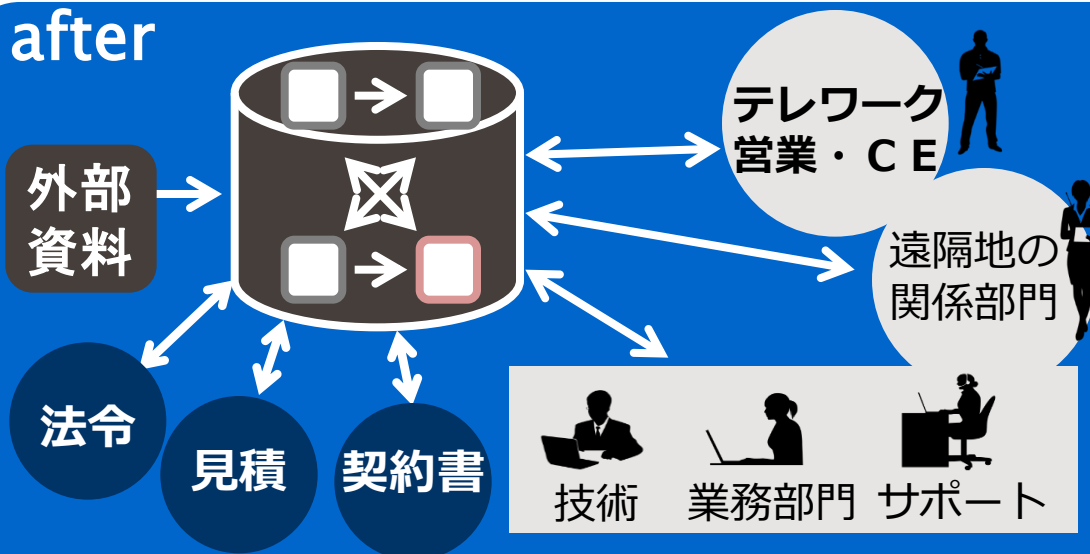 after
外部
資料
テレワーク
営業・ＣＥ
遠隔地の
関係部門
法令
見積
契約書
技術
業務部門
サポート